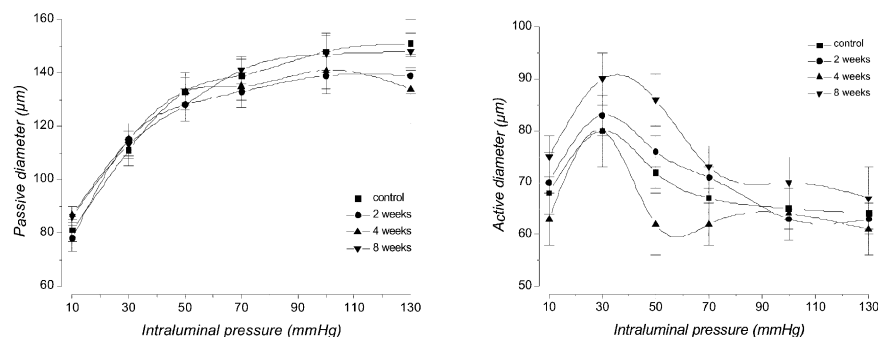 160
140
120
100
80
60
Passive diameter (µm)
control
2 weeks
4 weeks
8 weeks
10 30 50 70 90 110 130
Intraluminal pressure (mmHg)
100
90
80
70
60
50
Active diameter (µm)
control
2 weeks
4 weeks
8 weeks
10 30 50 70 90 110 130
Intraluminal pressure (mmHg)